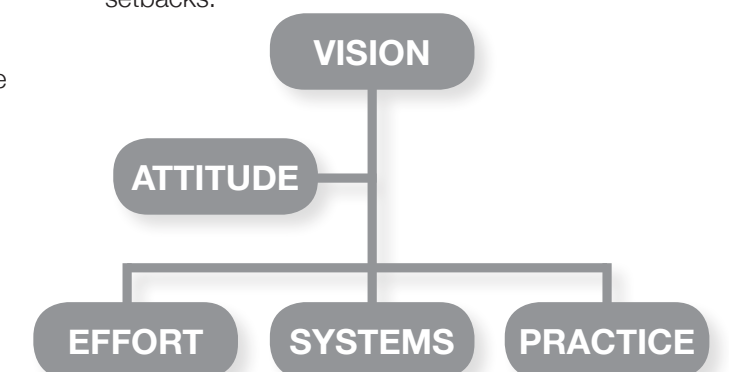 setbacks.
VISION
e
ATTITUDE
EFFORT SYSTEMS PRACTICE